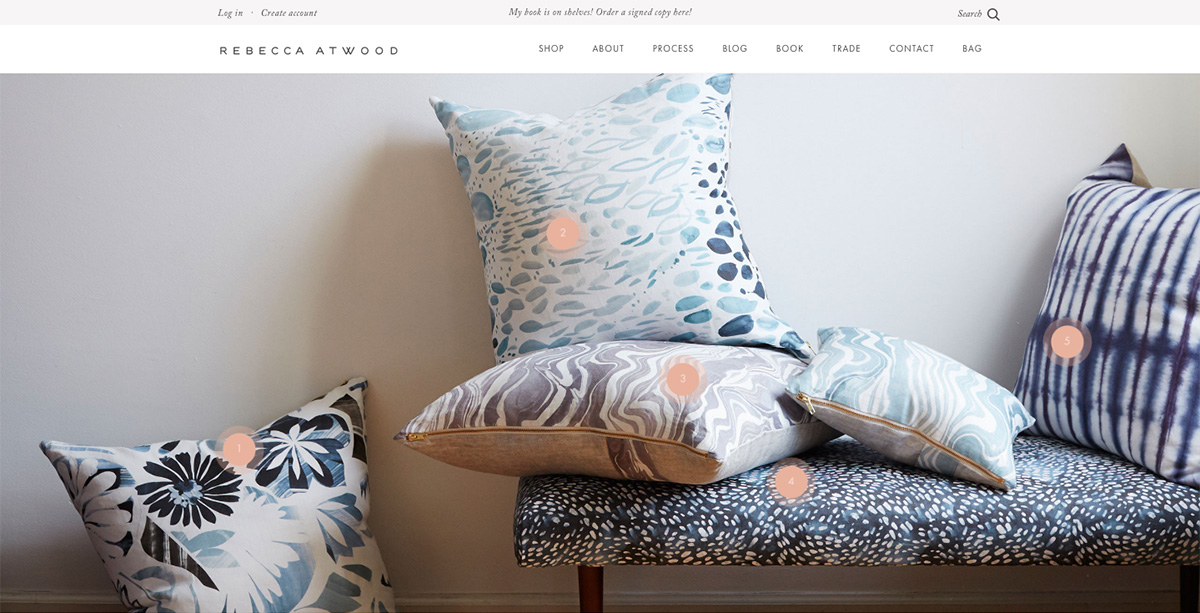 Log in · Create account
My book is on shelves! Order a signed copy here!
Search
REBECCA ATWOOD
SHOP ABOUT PROCESS BLOG BOOK TRADE CONTACT BAG
2
5
3
1
4